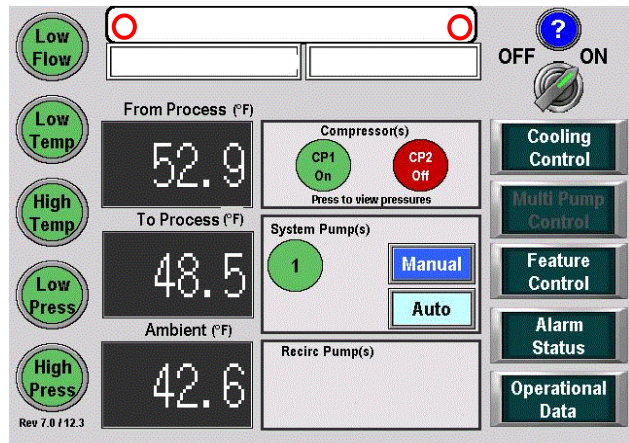 Low
Flow
?
OFF
ON
Low
Temp
From Process (°F)
52.9
Compressor(s)
CP1
On
CP2
Off
Press to view pressures
Cooling
Control
High
Temp
Multi Pump
Control
To Process (°F)
48.5
System Pump(s)
1
Manual
Auto
Feature
Control
Low
Press
Ambient (°F)
42.6
Recirc Pump(s)
Alarm
Status
High
Press
Operational
Data
Rev 7.0 / 12.3